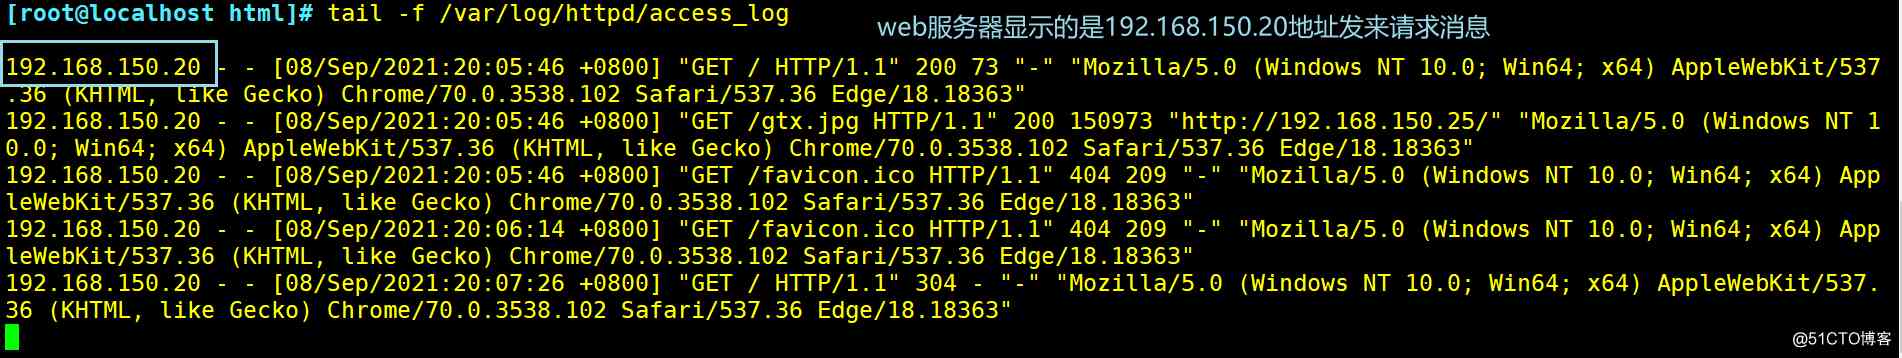 [root@localhost html]# tail -f /var/log/httpd/access_log
web服务器显示的是192.168.150.20地址发来请求消息
192.168.150.20 - - [08/Sep/2021:20:05:46 +0800] "GET / HTTP/1.1" 200 73 "-" "Mozilla/5.0 (Windows NT 10.0; Win64; x64) AppleWebKit/537
.36 (KHTML, like Gecko) Chrome/70.0.3538.102 Safari/537.36 Edge/18.18363"
192.168.150.20 - - [08/Sep/2021:20:05:46 +0800] "GET /gtx.jpg HTTP/1.1" 200 150973 "http://192.168.150.25/" "Mozilla/5.0 (Windows NT 1
0.0; Win64; x64) AppleWebKit/537.36 (KHTML, like Gecko) Chrome/70.0.3538.102 Safari/537.36 Edge/18.18363"
192.168.150.20 - - [08/Sep/2021:20:05:46 +0800] "GET /favicon.ico HTTP/1.1" 404 209 "-" "Mozilla/5.0 (Windows NT 10.0; Win64; x64) App
leWebKit/537.36 (KHTML, like Gecko) Chrome/70.0.3538.102 Safari/537.36 Edge/18.18363"
192.168.150.20 - - [08/Sep/2021:20:06:14 +0800] "GET /favicon.ico HTTP/1.1" 404 209 "-" "Mozilla/5.0 (Windows NT 10.0; Win64; x64) App
leWebKit/537.36 (KHTML, like Gecko) Chrome/70.0.3538.102 Safari/537.36 Edge/18.18363"
192.168.150.20 - - [08/Sep/2021:20:07:26 +0800] "GET / HTTP/1.1" 304 - "-" "Mozilla/5.0 (Windows NT 10.0; Win64; x64) AppleWebKit/537.
36 (KHTML, like Gecko) Chrome/70.0.3538.102 Safari/537.36 Edge/18.18363"
@51CTO博客